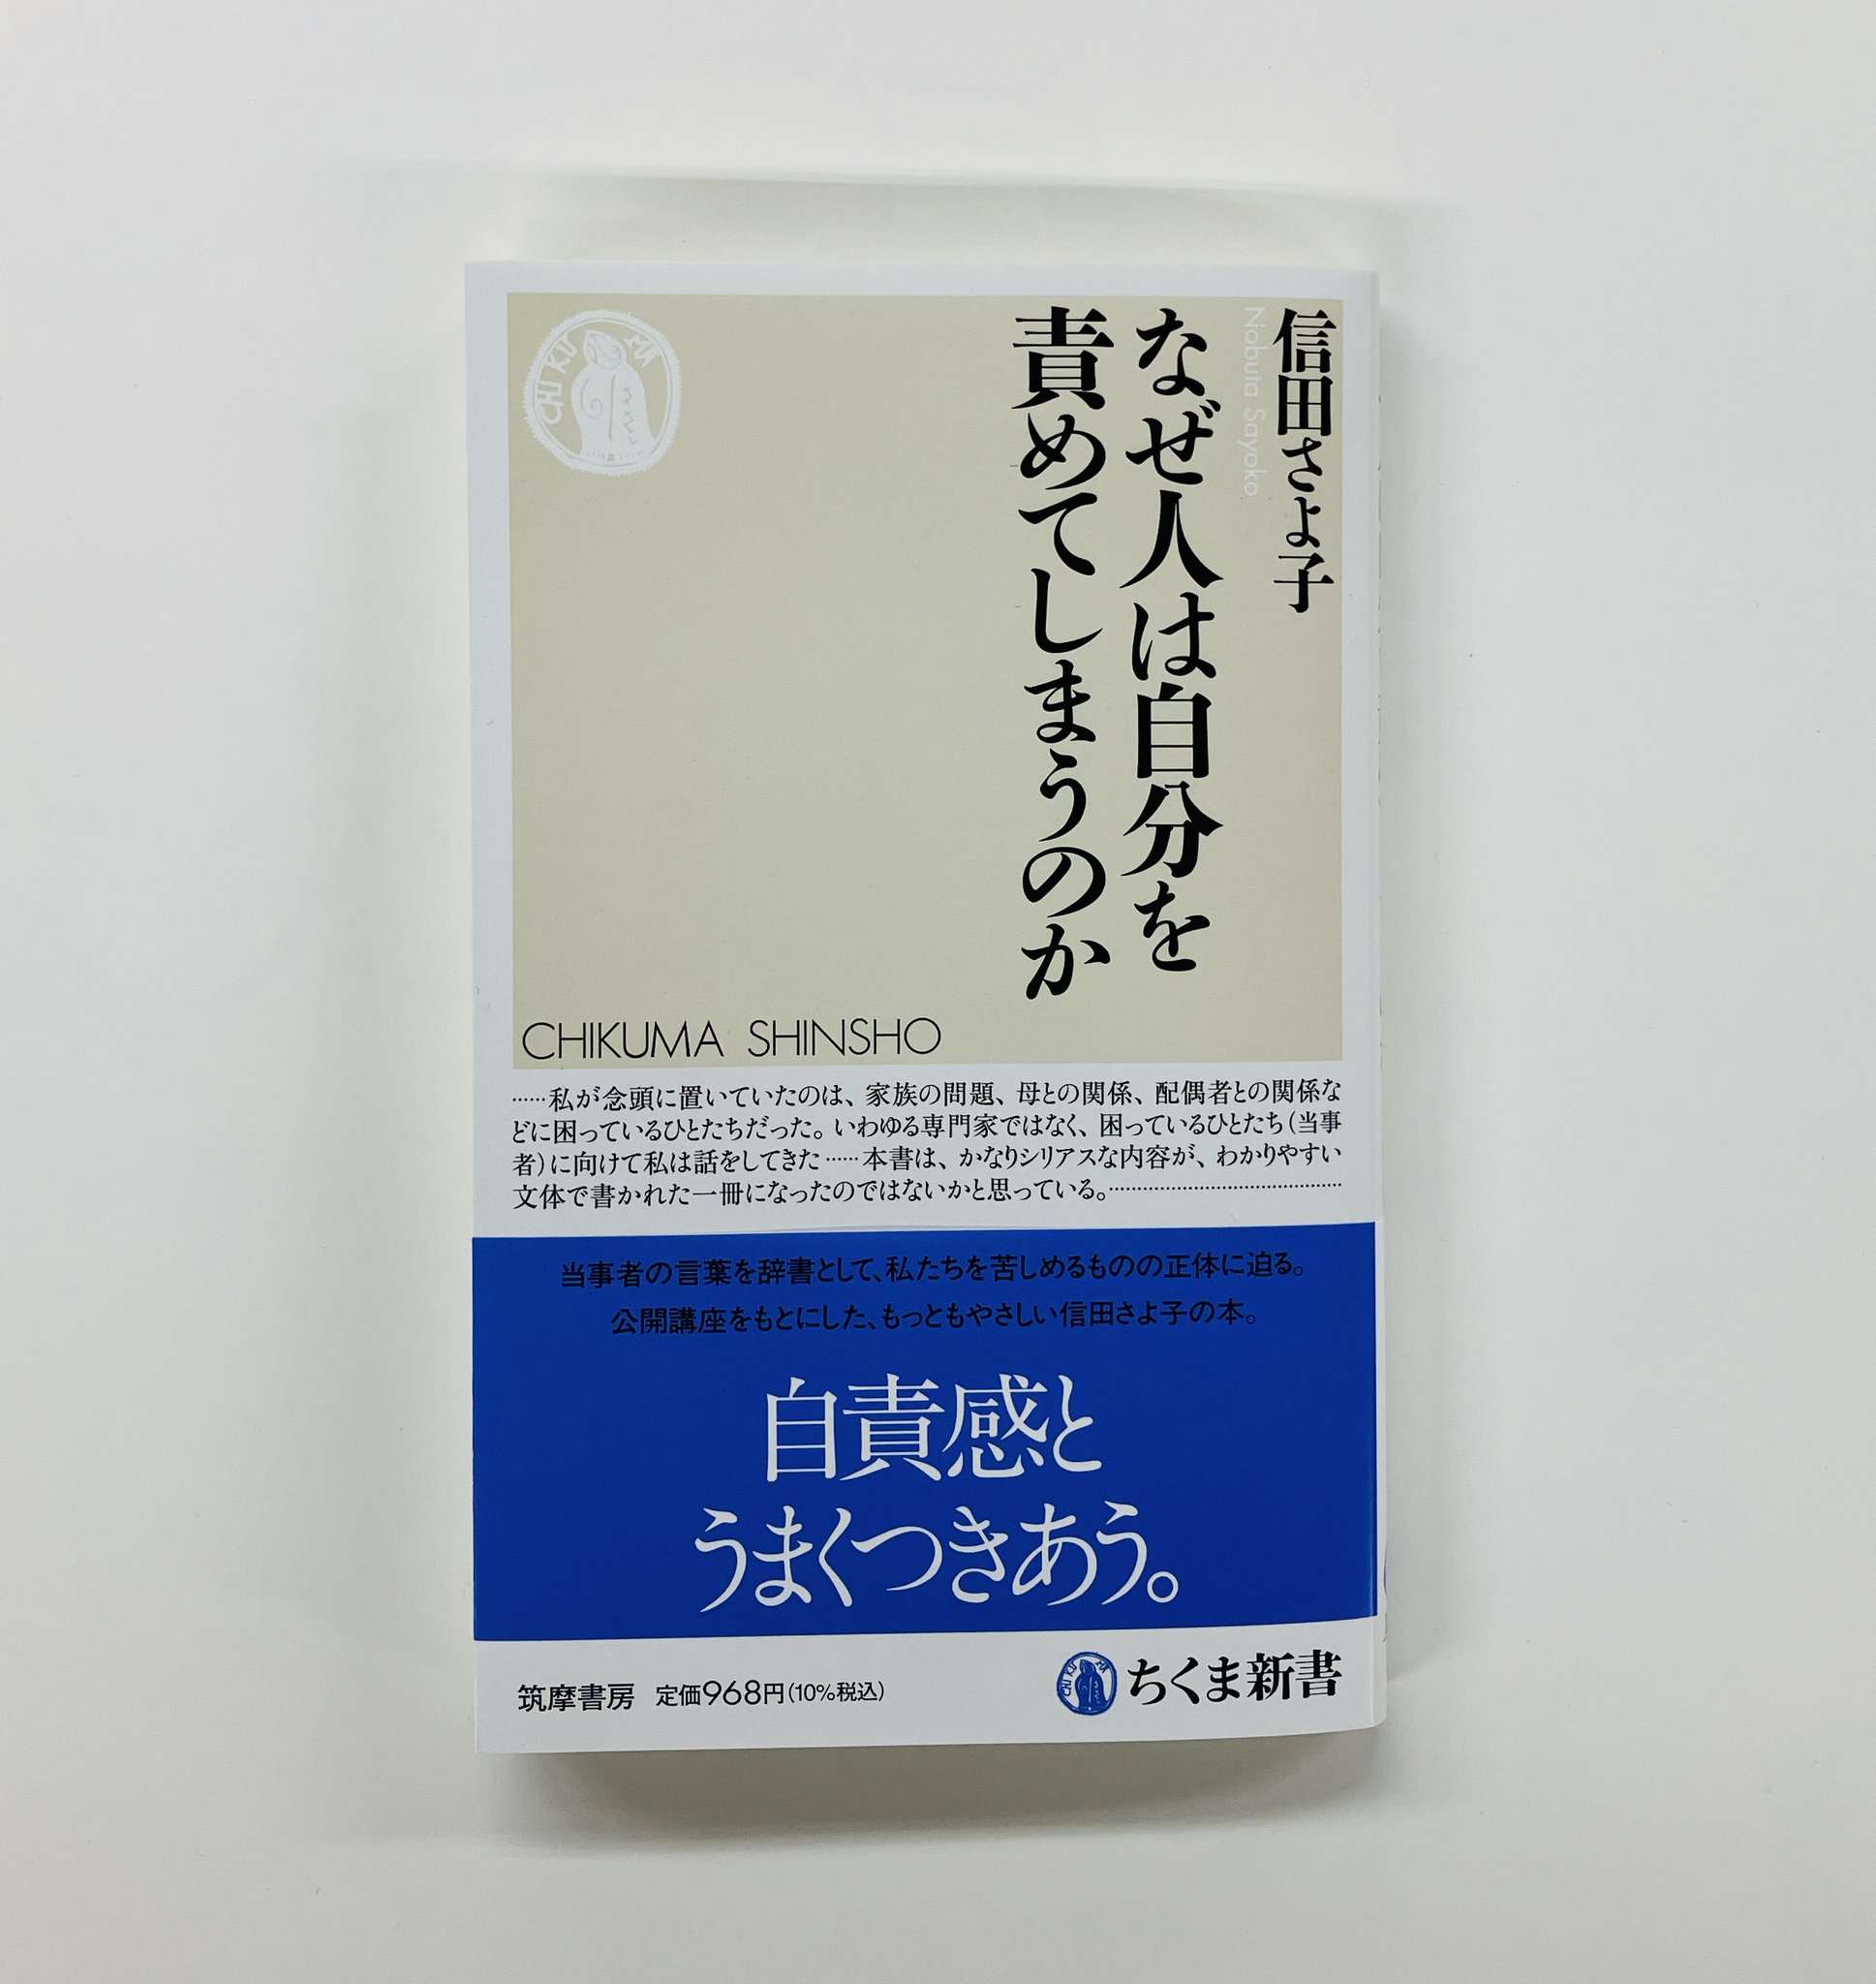 信田さよ子
Nobuta Sayoko
なぜ人は自分を
責めてしまうのか
CHIKUMA
CHIKUMA SHINSHO
……私が念頭に置いていたのは、家族の問題、母との関係、配偶者との関係な
どに困っているひとたちだった。いわゆる専門家ではなく、困っているひとたち（当事
者）に向けて私は話をしてきた……本書は、かなりシリアスな内容が、わかりやすい
文体で書かれた一冊になったのではないかと思っている。……………………………
当事者の言葉を辞書として、私たちを苦しめるものの正体に迫る。
公開講座をもとにした、もっともやさしい信田さよ子の本。
自責感と
うまくつきあう。
筑摩書房 定価968円(10%税込)
CHIKUMA
ちくま新書